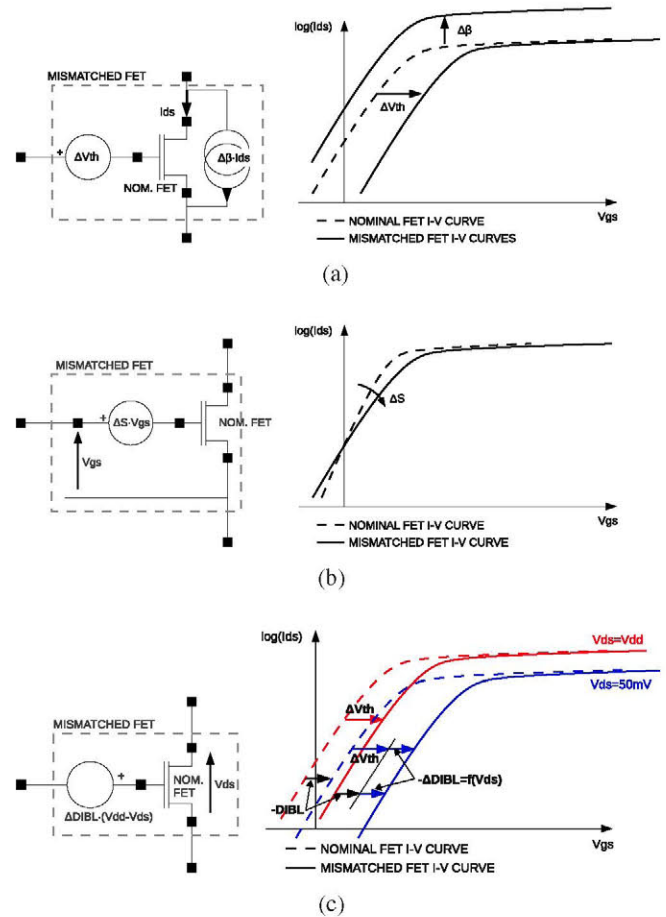 log(Ids)
Δβ
MISMATCHED FET
Ids
ΔVth
+
ΔVth
Δβ·Ids
NOM. FET
NOMINAL FET I-V CURVE
Vgs
MISMATCHED FET I-V CURVES
(a)
log(Ids)
MISMATCHED FET
+
ΔS·Vgs
NOM. FET
ΔS
Vgs
NOMINAL FET I-V CURVE
Vgs
MISMATCHED FET I-V CURVE
(b)
log(Ids)
Vds=Vdd
Vds=50mV
MISMATCHED FET
ΔVth
ΔVth
+
NOM.
FET
Vds
-ΔDIBL=f(Vds)
-DIBL
ΔDIBL·(Vdd-Vds)
NOMINAL FET I-V CURVE
Vgs
MISMATCHED FET I-V CURVE
(c)